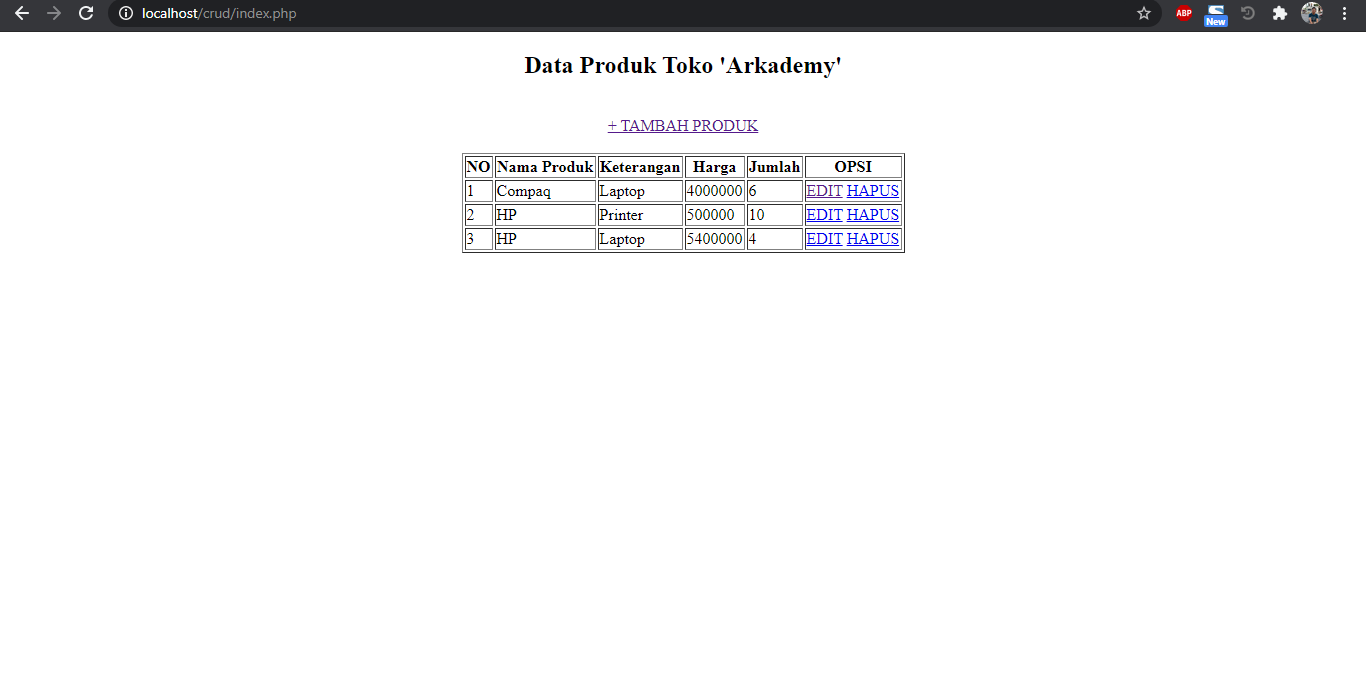 localhost/crud/index.php
ABP
New
Data Produk Toko 'Arkademy'
+ TAMBAH PRODUK
NO Nama Produk Keterangan Harga Jumlah OPSI
1 Compaq Laptop 4000000 6 EDIT HAPUS
2 HP Printer 500000 10 EDIT HAPUS
3 HP Laptop 5400000 4 EDIT HAPUS